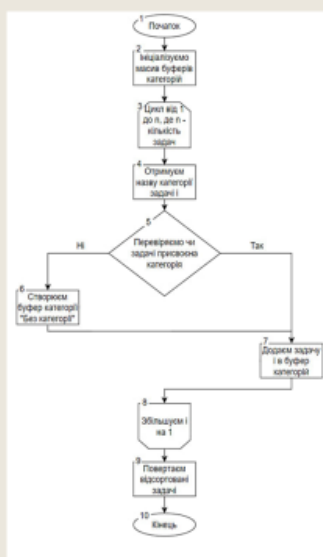 1
Початок
2
Ініціалізуємо
масив буферів
категорій
3
Цикл від 1
до n, де n -
кількість
задач
4
Отримуєм
назву категорії
задачі i
5
Перевіряємо чи
задачі присвоєна
категорія
Ні
Так
6
Створюєм
буфер категорії
"Без категорії"
7
Додаєм задачу
i в буфер
категорій
8
Збільшуєм i
на 1
9
Повертаєм
відсортовані
задачі
10
Кінець